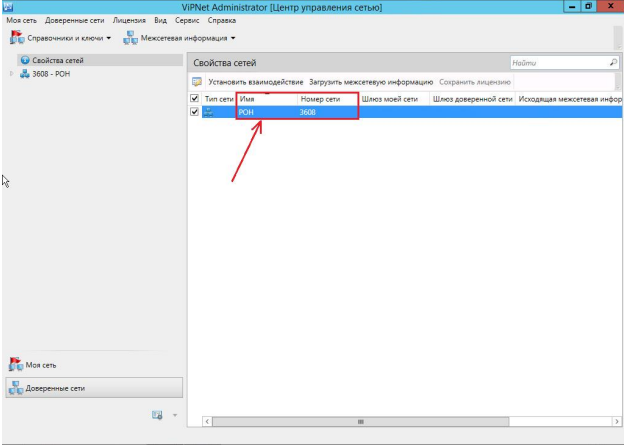 ViPNet Administrator [Центр управления сетью]
Моя сеть Доверенные сети Лицензия Вид Сервис Справка
Справочники и ключи Межсетевая информация
Свойства сетей
3608 - РОН
Свойства сетей
Найти
Установить взаимодействие Загрузить межсетевую информацию Сохранить лицензию
Тип сети Имя Номер сети Шлюз моей сети Шлюз доверенной сети Исходящая межсетевая инфор
РОН 3608
Моя сеть
Доверенные сети